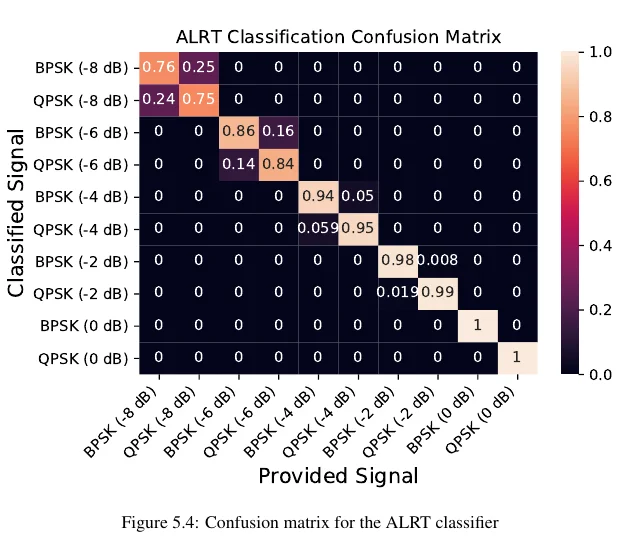 ALRT Classification Confusion Matrix
Classified Signal
BPSK (-8 dB) 0.76 0.25 0 0 0 0 0 0 0 0
QPSK (-8 dB) 0.24 0.75 0 0 0 0 0 0 0 0
BPSK (-6 dB) 0 0 0.86 0.16 0 0 0 0 0 0
QPSK (-6 dB) 0 0 0.14 0.84 0 0 0 0 0 0
BPSK (-4 dB) 0 0 0 0 0.94 0.05 0 0 0 0
QPSK (-4 dB) 0 0 0 0 0.059 0.95 0 0 0 0
BPSK (-2 dB) 0 0 0 0 0 0 0.98 0.008 0 0
QPSK (-2 dB) 0 0 0 0 0 0 0.019 0.99 0 0
BPSK (0 dB) 0 0 0 0 0 0 0 0 1 0
QPSK (0 dB) 0 0 0 0 0 0 0 0 0 1
BPSK (-8 dB) QPSK (-8 dB) BPSK (-6 dB) QPSK (-6 dB) BPSK (-4 dB) QPSK (-4 dB) BPSK (-2 dB) QPSK (-2 dB) BPSK (0 dB) QPSK (0 dB)
Provided Signal
1.0
0.8
0.6
0.4
0.2
0.0
Figure 5.4: Confusion matrix for the ALRT classifier